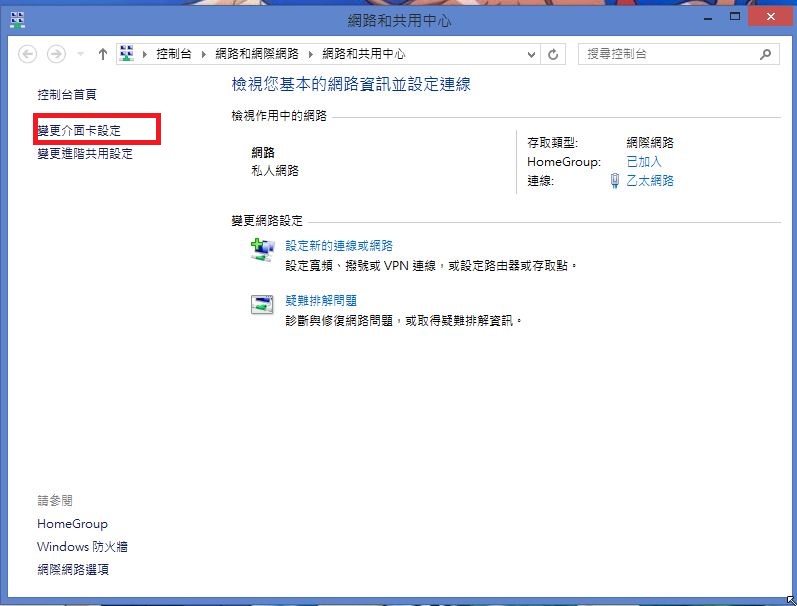 網路和共用中心
控制台 網路和網際網路 網路和共用中心
搜尋控制台
控制台首頁
變更介面卡設定
變更進階共用設定
檢視您基本的網路資訊並設定連線
檢視作用中的網路
網路
私人網路
存取類型: 網際網路
HomeGroup: 已加入
連線: 乙太網路
變更網路設定
設定新的連線或網路
設定寬頻、撥號或 VPN 連線，或設定路由器或存取點。
疑難排解問題
診斷與修復網路問題，或取得疑難排解資訊。
請參閱
HomeGroup
Windows 防火牆
網際網路選項